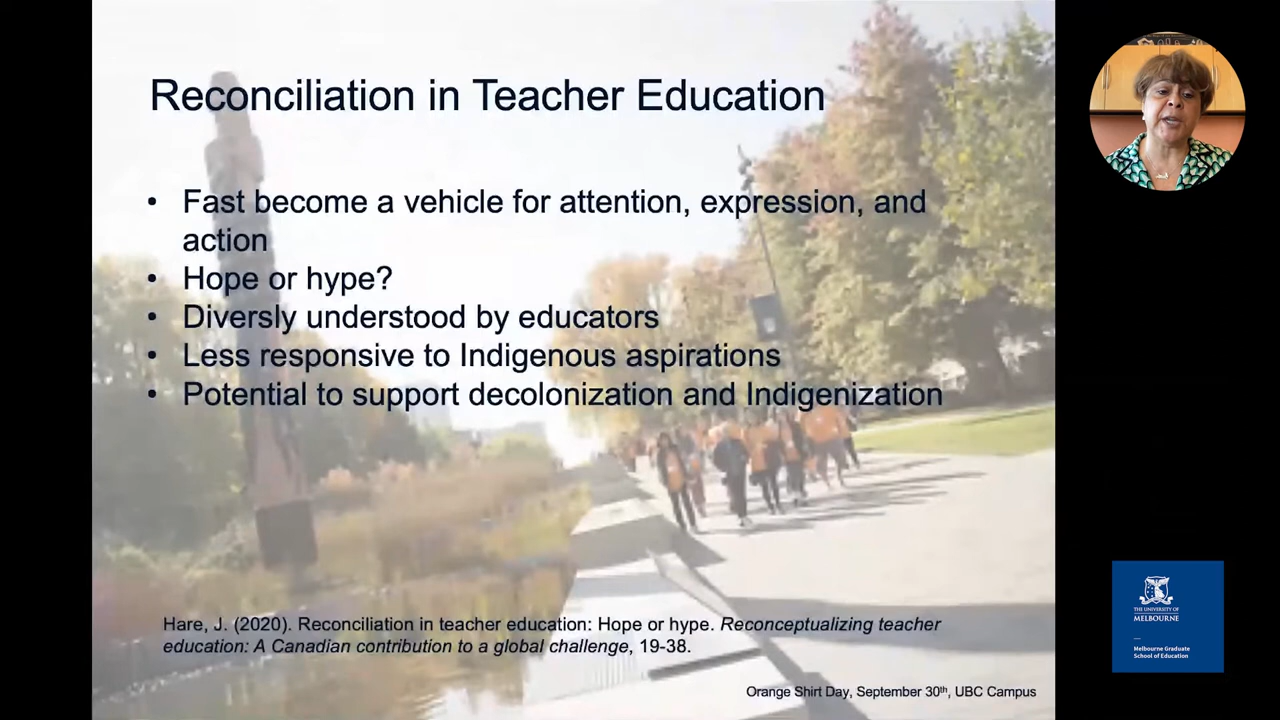 Reconciliation in Teacher Education
• Fast become a vehicle for attention, expression, and
action
• Hope or hype?
• Diversly understood by educators
• Less responsive to Indigenous aspirations
• Potential to support decolonization and Indigenization
Hare, J. (2020). Reconciliation in teacher education: Hope or hype. Reconceptualizing teacher
education: A Canadian contribution to a global challenge, 19-38.
Orange Shirt Day, September 30th, UBC Campus
THE UNIVERSITY OF
MELBOURNE
Melbourne Graduate
School of Education